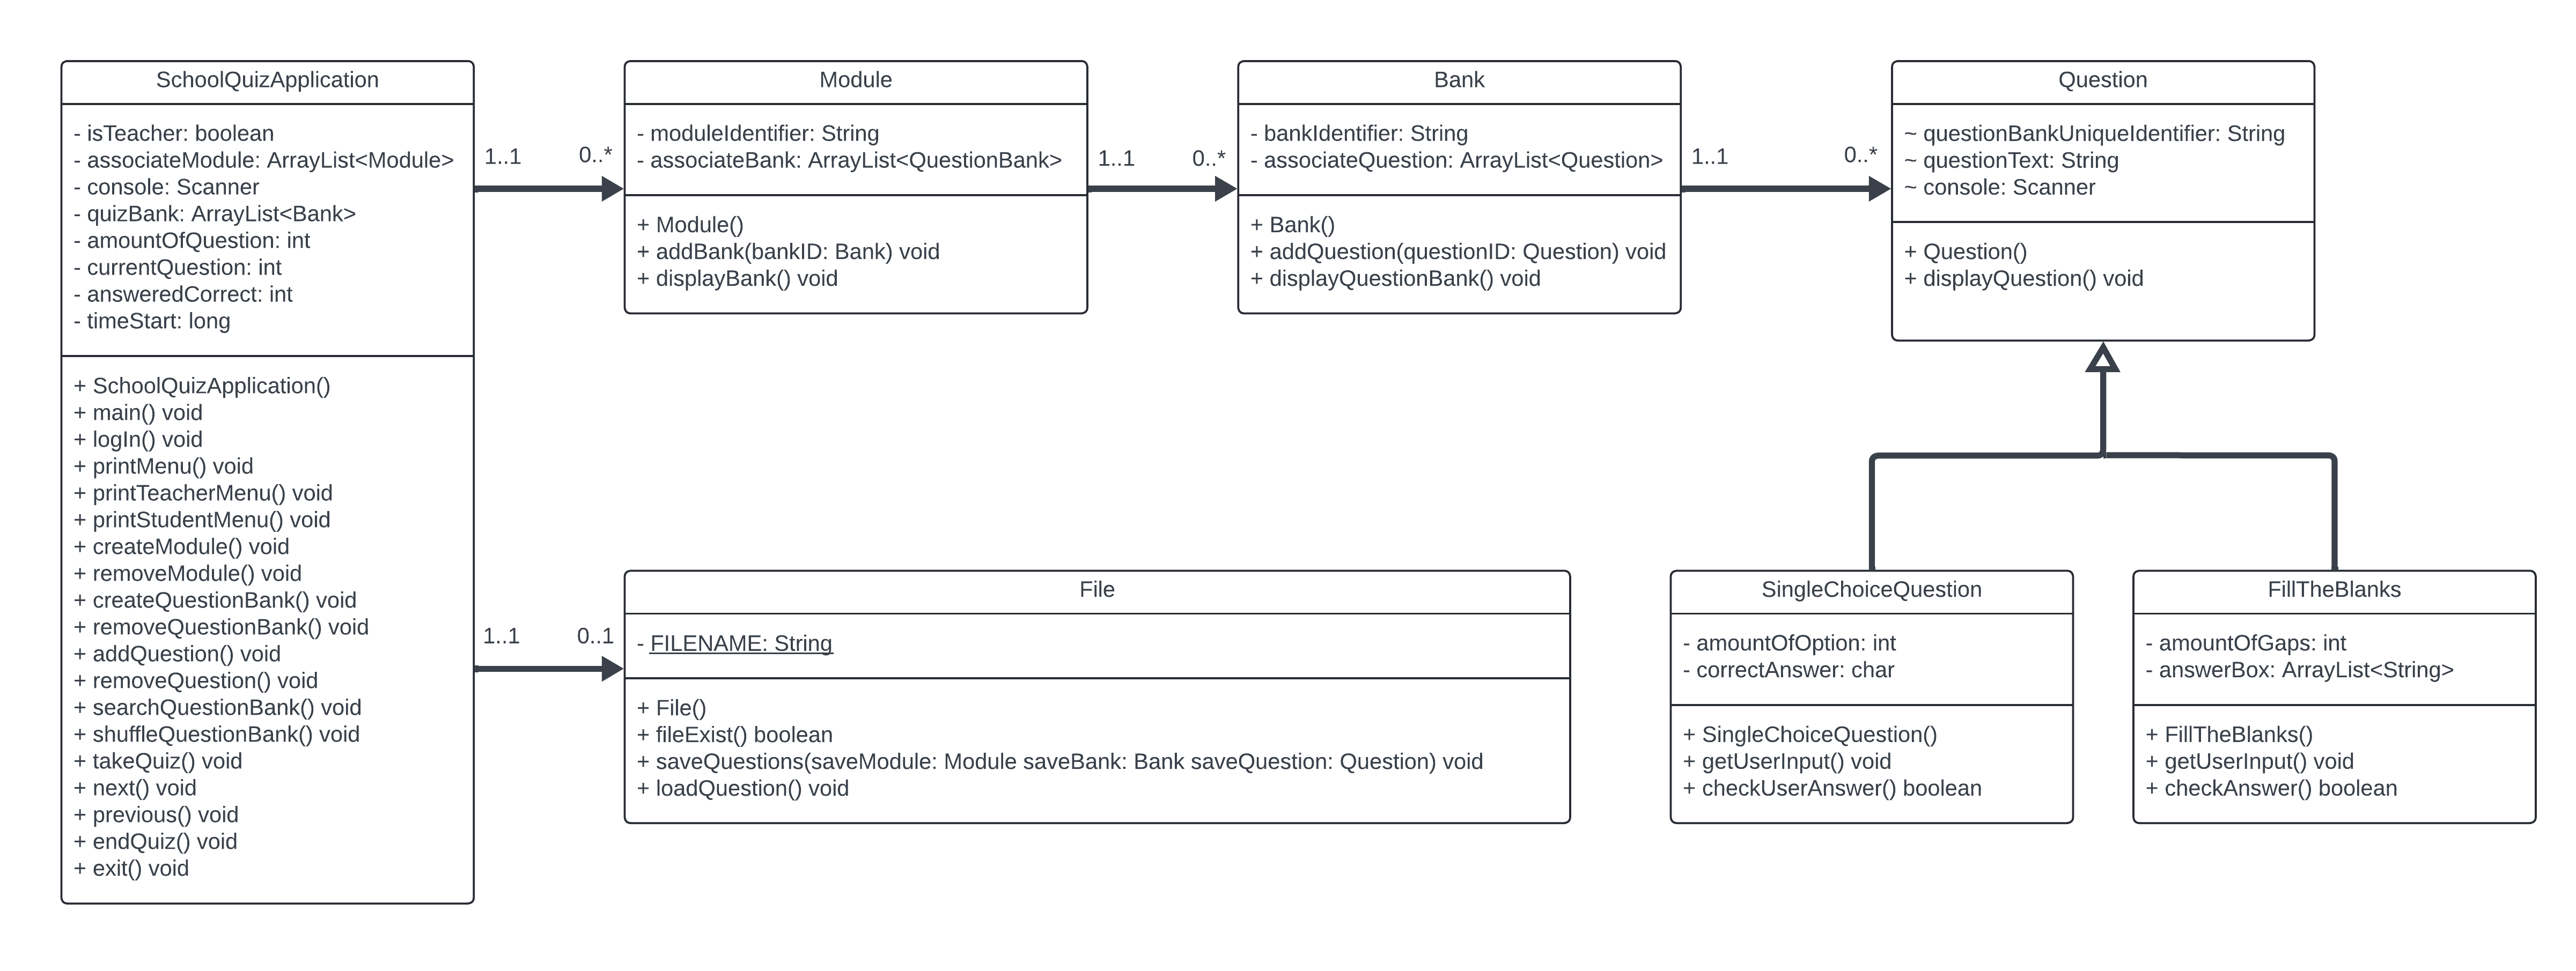 SchoolQuizApplication
- isTeacher: boolean
- associateModule: ArrayList<Module>
- console: Scanner
- quizBank: ArrayList<Bank>
- amountOfQuestion: int
- currentQuestion: int
- answeredCorrect: int
- timeStart: long
+ SchoolQuizApplication()
+ main() void
+ logIn() void
+ printMenu() void
+ printTeacherMenu() void
+ printStudentMenu() void
+ createModule() void
+ removeModule() void
+ createQuestionBank() void
+ removeQuestionBank() void
+ addQuestion() void
+ removeQuestion() void
+ searchQuestionBank() void
+ shuffleQuestionBank() void
+ takeQuiz() void
+ next() void
+ previous() void
+ endQuiz() void
+ exit() void
1..1
0..*
Module
- moduleIdentifier: String
- associateBank: ArrayList<QuestionBank>
+ Module()
+ addBank(bankID: Bank) void
+ displayBank() void
1..1
0..*
Bank
- bankIdentifier: String
- associateQuestion: ArrayList<Question>
+ Bank()
+ addQuestion(questionID: Question) void
+ displayQuestionBank() void
1..1
0..*
Question
~ questionBankUniqueIdentifier: String
~ questionText: String
~ console: Scanner
+ Question()
+ displayQuestion() void
1..1
0..1
File
- FILENAME: String
+ File()
+ fileExist() boolean
+ saveQuestions(saveModule: Module saveBank: Bank saveQuestion: Question) void
+ loadQuestion() void
SingleChoiceQuestion
- amountOfOption: int
- correctAnswer: char
+ SingleChoiceQuestion()
+ getUserInput() void
+ checkUserAnswer() boolean
FillTheBlanks
- amountOfGaps: int
- answerBox: ArrayList<String>
+ FillTheBlanks()
+ getUserInput() void
+ checkAnswer() boolean